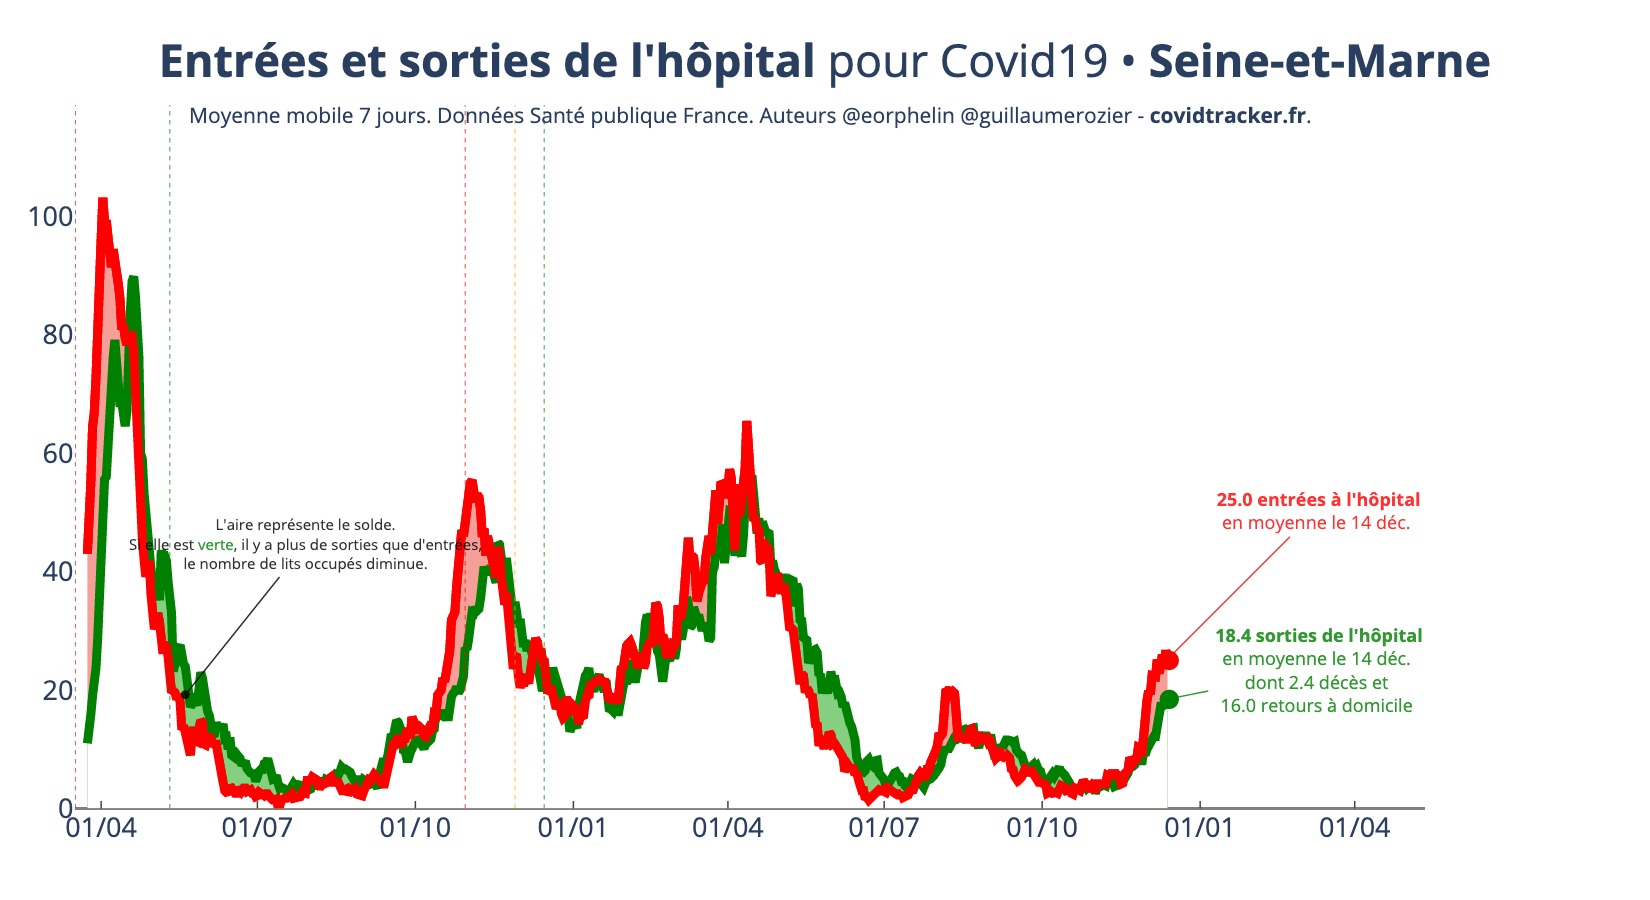 Entrées et sorties de l'hôpital pour Covid19 • Seine-et-Marne
Moyenne mobile 7 jours. Données Santé publique France. Auteurs @eorphelin @guillaumerozier - covidtracker.fr.
100
80
60
40
20
0
L'aire représente le solde.
Si elle est verte, il y a plus de sorties que d'entrées,
le nombre de lits occupés diminue.
25.0 entrées à l'hôpital
en moyenne le 14 déc.
18.4 sorties de l'hôpital
en moyenne le 14 déc.
dont 2.4 décès et
16.0 retours à domicile
01/04 01/07 01/10 01/01 01/04 01/07 01/10 01/01 01/04